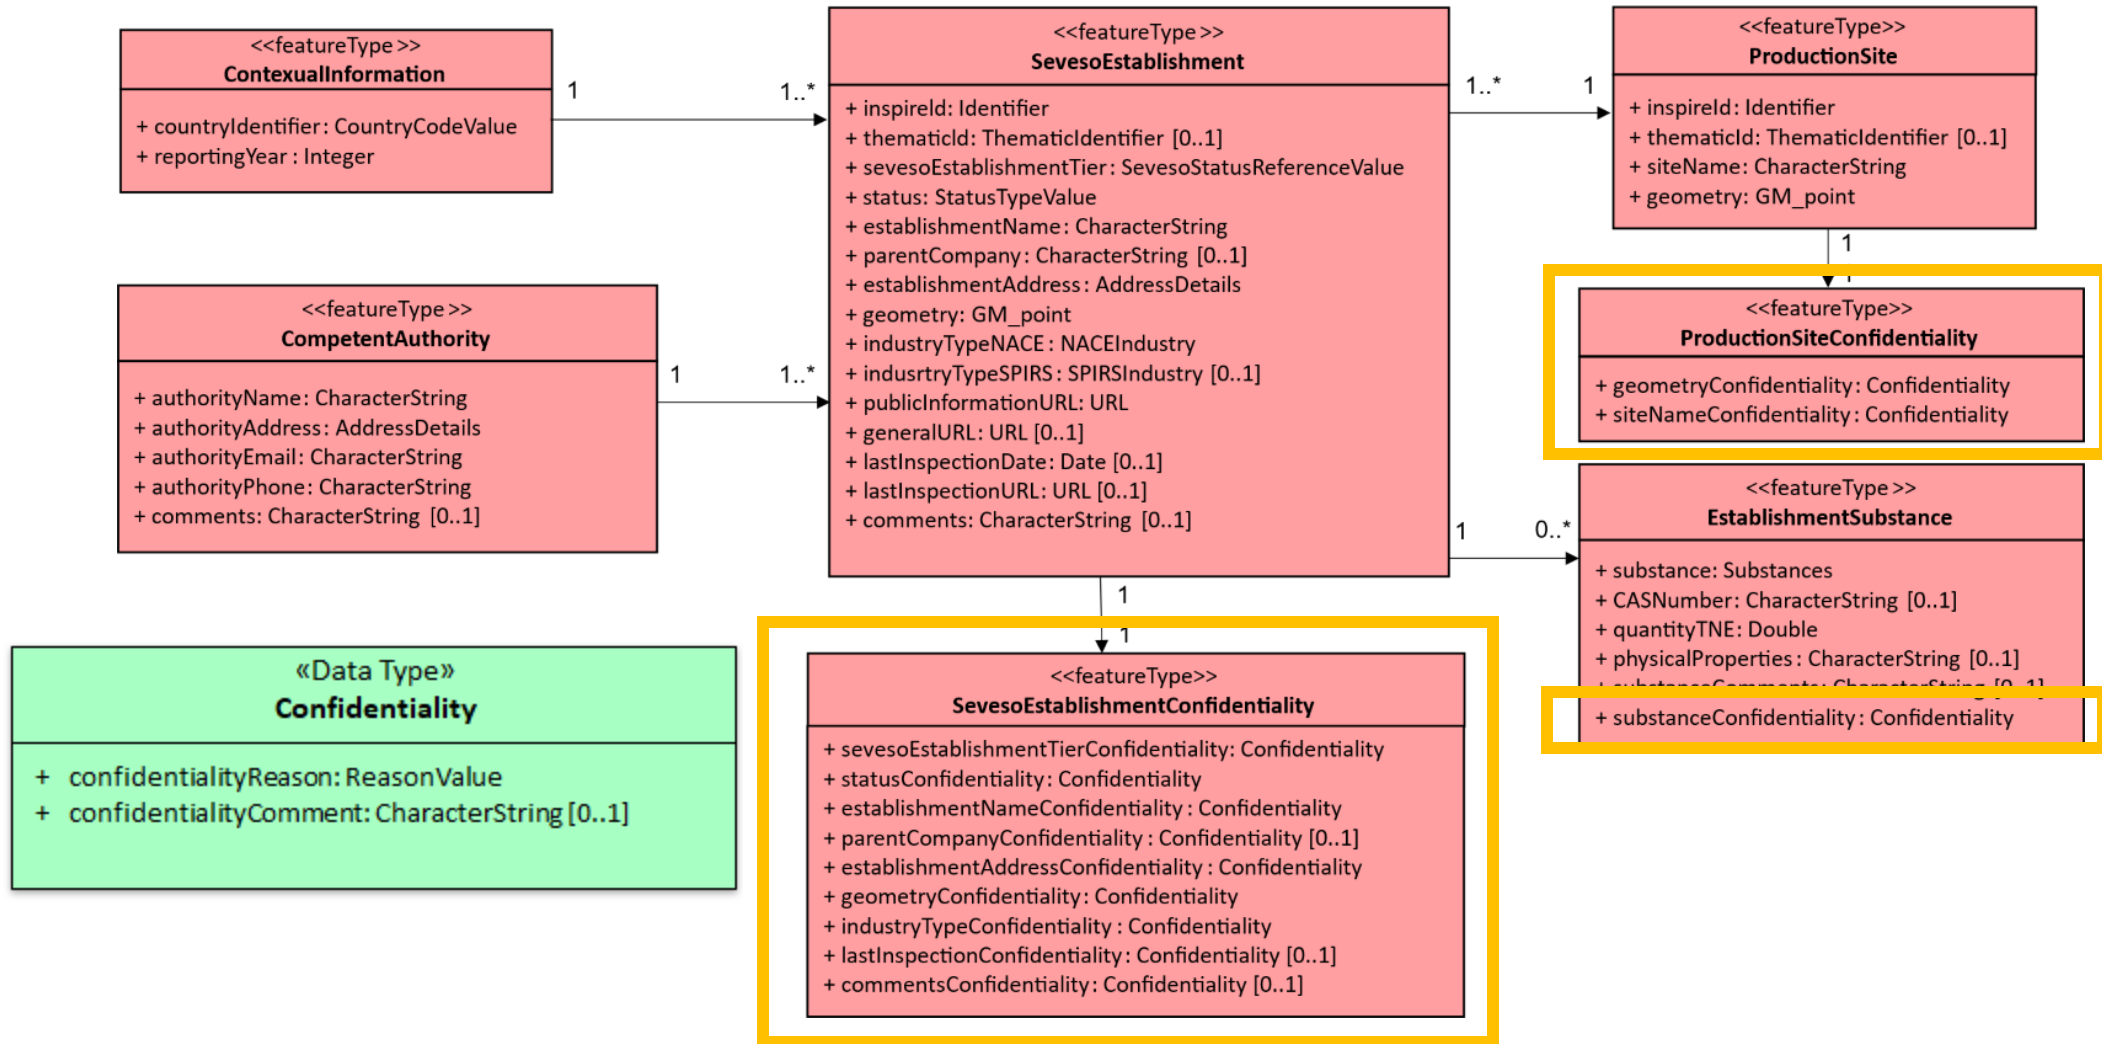 <<featureType>>
ContexualInformation
+ countryIdentifier: CountryCodeValue
+ reportingYear: Integer
1
1..*
<<featureType>>
SevesoEstablishment
+ inspireId: Identifier
+ thematicId: ThematicIdentifier [0..1]
+ sevesoEstablishmentTier: SevesoStatusReferenceValue
+ status: StatusTypeValue
+ establishmentName: CharacterString
+ parentCompany: CharacterString [0..1]
+ establishmentAddress: AddressDetails
+ geometry: GM_point
+ industryTypeNACE: NACEIndustry
+ indusrtryTypeSPIRS: SPIRSIndustry [0..1]
+ publicInformationURL: URL
+ generalURL: URL [0..1]
+ lastInspectionDate: Date [0..1]
+ lastInspectionURL: URL [0..1]
+ comments: CharacterString [0..1]
1..*
1
<<featureType>>
ProductionSite
+ inspireId: Identifier
+ thematicId: ThematicIdentifier [0..1]
+ siteName: CharacterString
+ geometry: GM_point
1
1
<<featureType>>
ProductionSiteConfidentiality
+ geometryConfidentiality: Confidentiality
+ siteNameConfidentiality: Confidentiality
<<featureType>>
CompetentAuthority
+ authorityName: CharacterString
+ authorityAddress: AddressDetails
+ authorityEmail: CharacterString
+ authorityPhone: CharacterString
+ comments: CharacterString [0..1]
1
1..*
1
0..*
<<featureType>>
EstablishmentSubstance
+ substance: Substances
+ CASNumber: CharacterString [0..1]
+ quantityTNE: Double
+ physicalProperties: CharacterString [0..1]
+ substanceComments: CharacterString [0..1]
+ substanceConfidentiality: Confidentiality
1
1
<<featureType>>
SevesoEstablishmentConfidentiality
+ sevesoEstablishmentTierConfidentiality: Confidentiality
+ statusConfidentiality: Confidentiality
+ establishmentNameConfidentiality: Confidentiality
+ parentCompanyConfidentiality: Confidentiality [0..1]
+ establishmentAddressConfidentiality: Confidentiality
+ geometryConfidentiality: Confidentiality
+ industryTypeConfidentiality: Confidentiality
+ lastInspectionConfidentiality: Confidentiality [0..1]
+ commentsConfidentiality: Confidentiality [0..1]
«Data Type»
Confidentiality
+ confidentialityReason: ReasonValue
+ confidentialityComment: CharacterString [0..1]